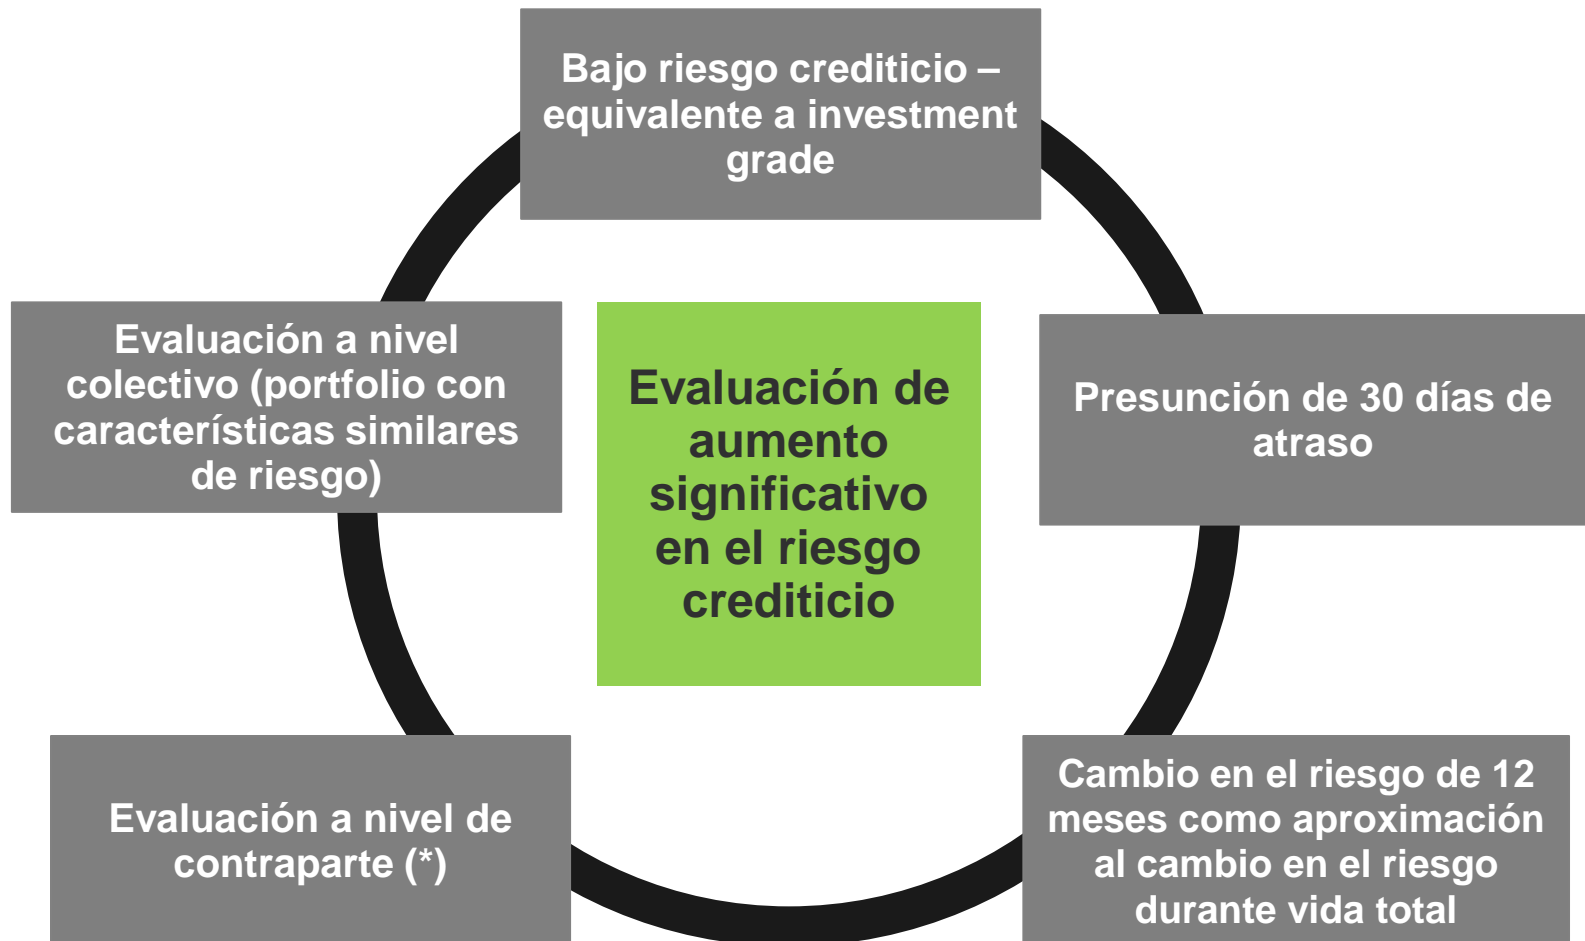 Bajo riesgo crediticio –
equivalente a investment
grade
Evaluación a nivel
colectivo (portfolio con
características similares
de riesgo)
Evaluación de
aumento
significativo
en el riesgo
crediticio
Presunción de 30 días de
atraso
Evaluación a nivel de
contraparte (*)
Cambio en el riesgo de 12
meses como aproximación
al cambio en el riesgo
durante vida total